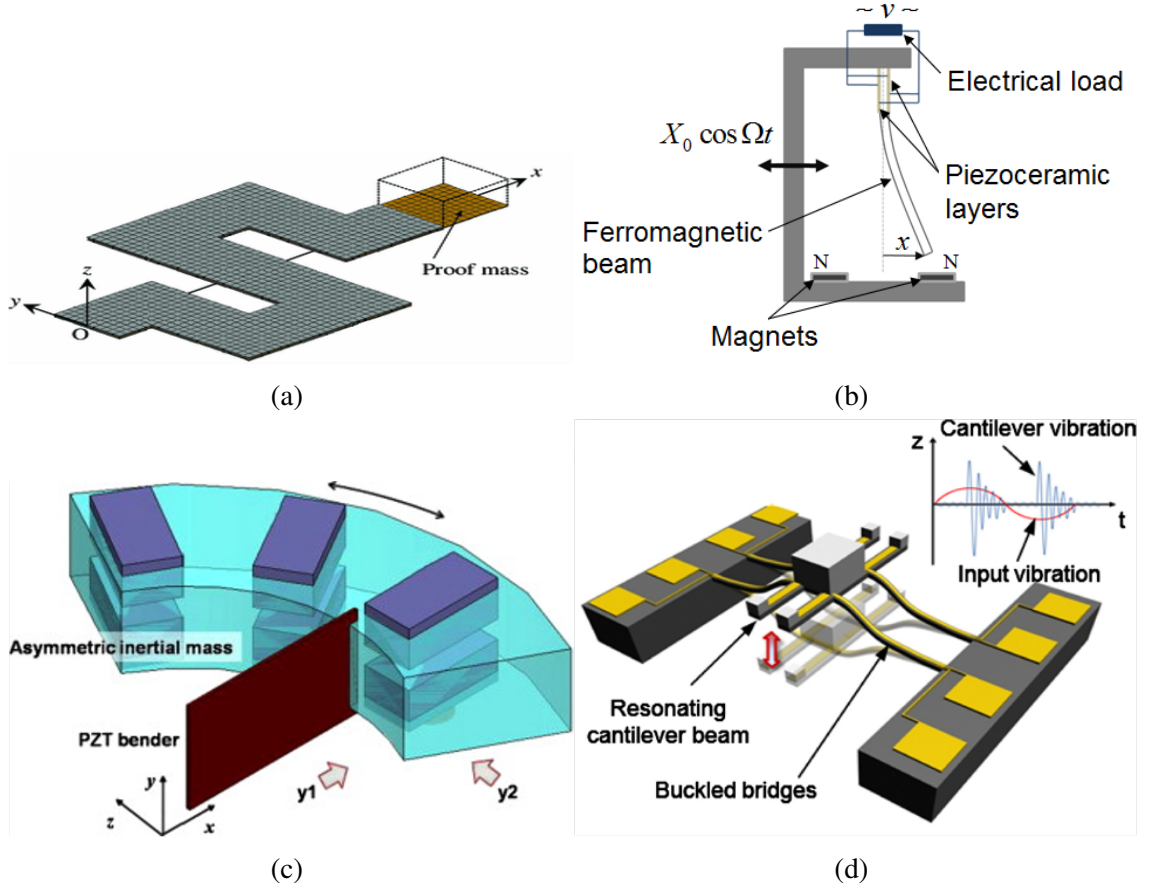 x
Proof mass
z
y
O
(a)
~ v ~
Electrical load
X₀ cos Ωt
Piezoceramic
layers
Ferromagnetic
beam
x
N
N
Magnets
(b)
Asymmetric inertial mass
PZT bender
y
z
x
y1
y2
(c)
Cantilever vibration
z
t
Input vibration
Resonating
cantilever beam
Buckled bridges
(d)